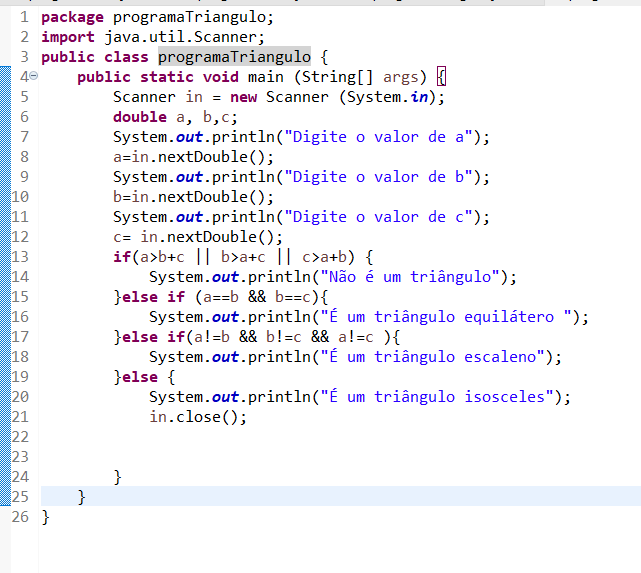 1 package programaTriangulo;
2 import java.util.Scanner;
3 public class programaTriangulo {
4 public static void main (String[] args) {
5 Scanner in = new Scanner (System.in);
6 double a, b,c;
7 System.out.println("Digite o valor de a");
8 a=in.nextDouble();
9 System.out.println("Digite o valor de b");
10 b=in.nextDouble();
11 System.out.println("Digite o valor de c");
12 c= in.nextDouble();
13 if(a>b+c || b>a+c || c>a+b) {
14 System.out.println("Não é um triângulo");
15 }else if (a==b && b==c){
16 System.out.println("É um triângulo equilátero ");
17 }else if(a!=b && b!=c && a!=c ){
18 System.out.println("É um triângulo escaleno");
19 }else {
20 System.out.println("É um triângulo isosceles");
21 in.close();
22
23
24 }
25 }
26 }